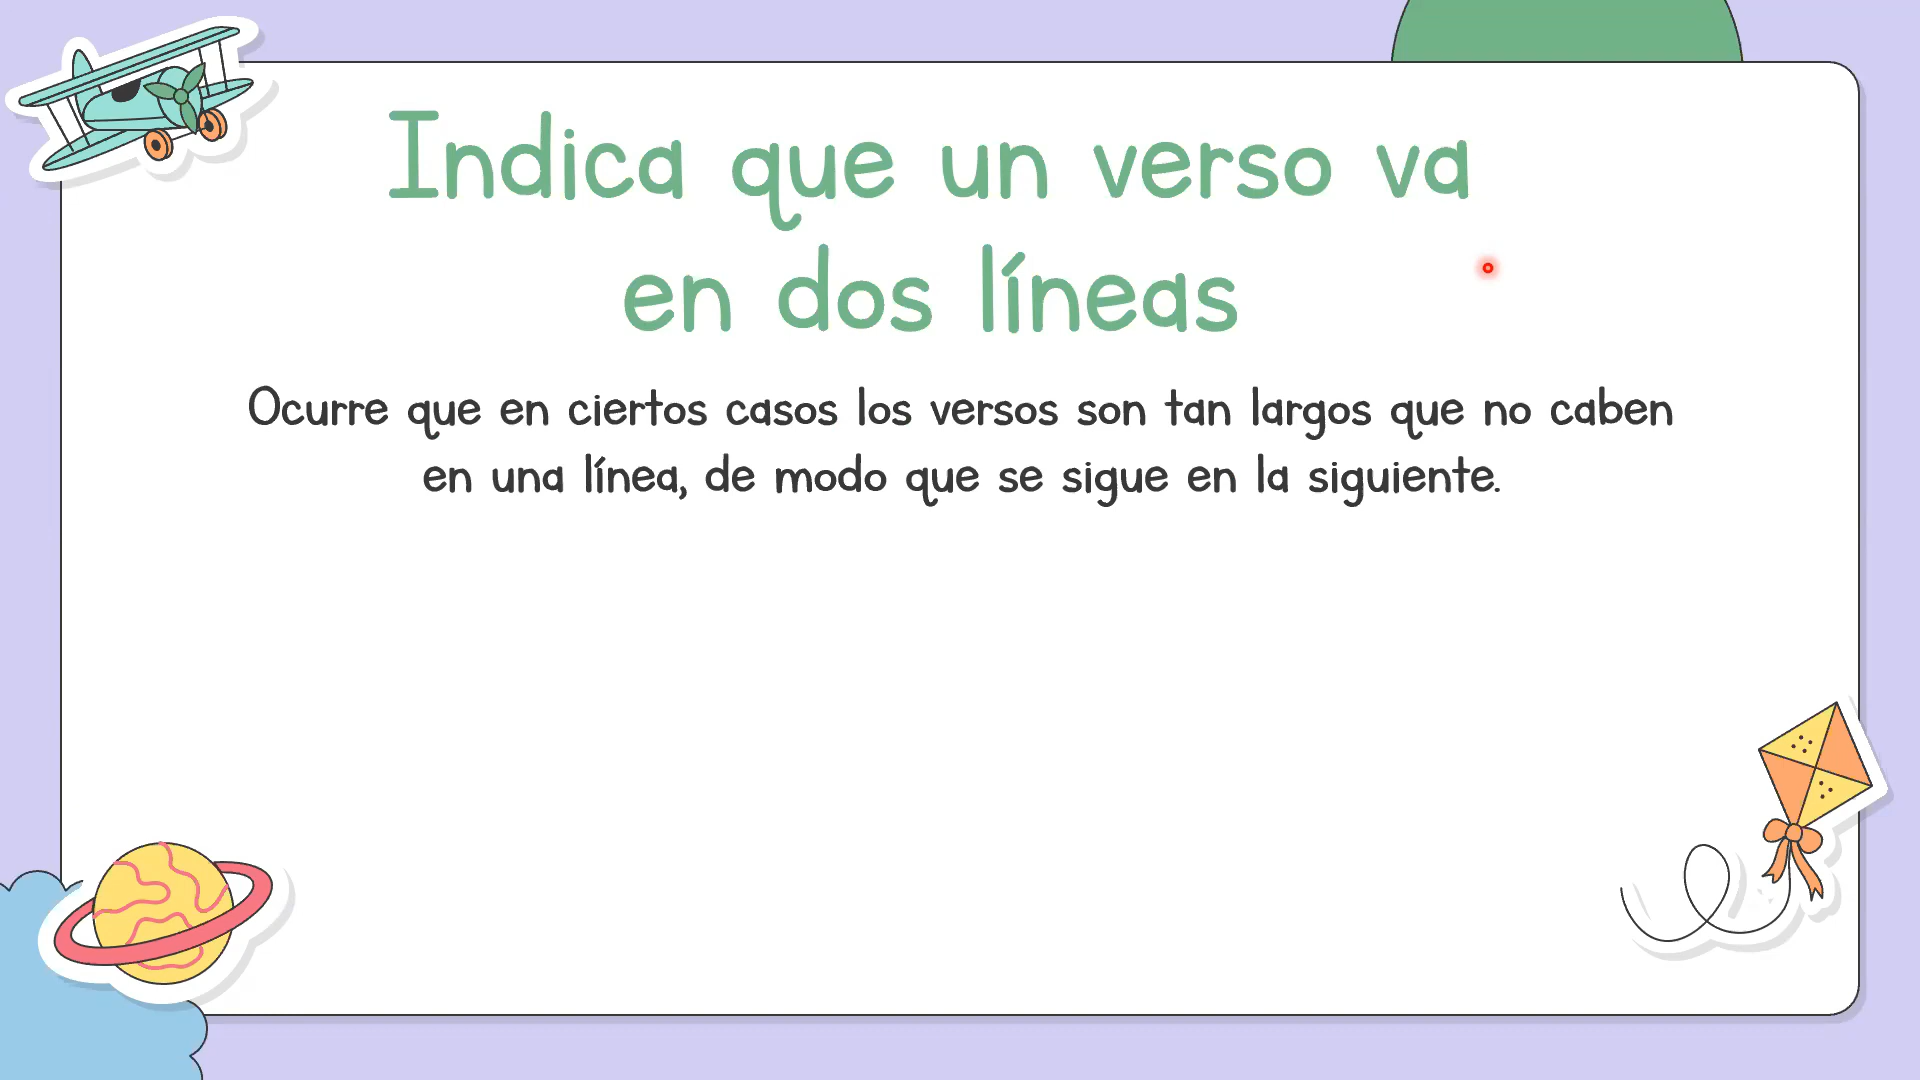 Indica que un verso va
en dos líneas
Ocurre que en ciertos casos los versos son tan largos que no caben
en una línea, de modo que se sigue en la siguiente.